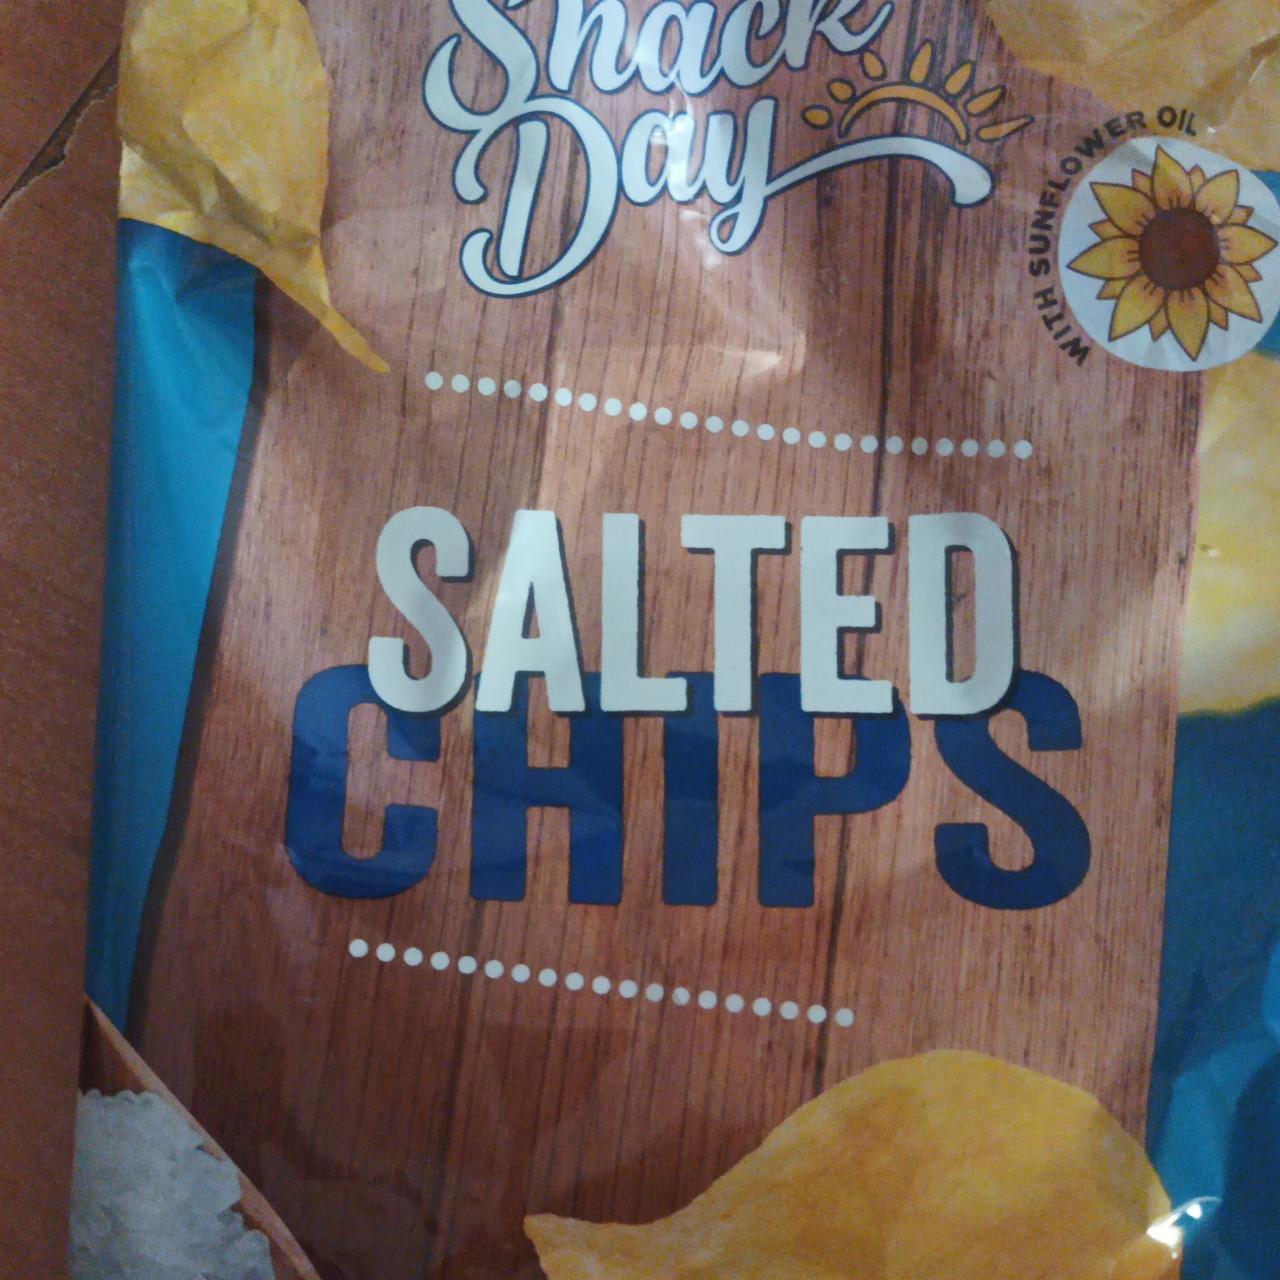 Snack
Day
WITH SUNFLOWER OIL
SALTED
CHIPS